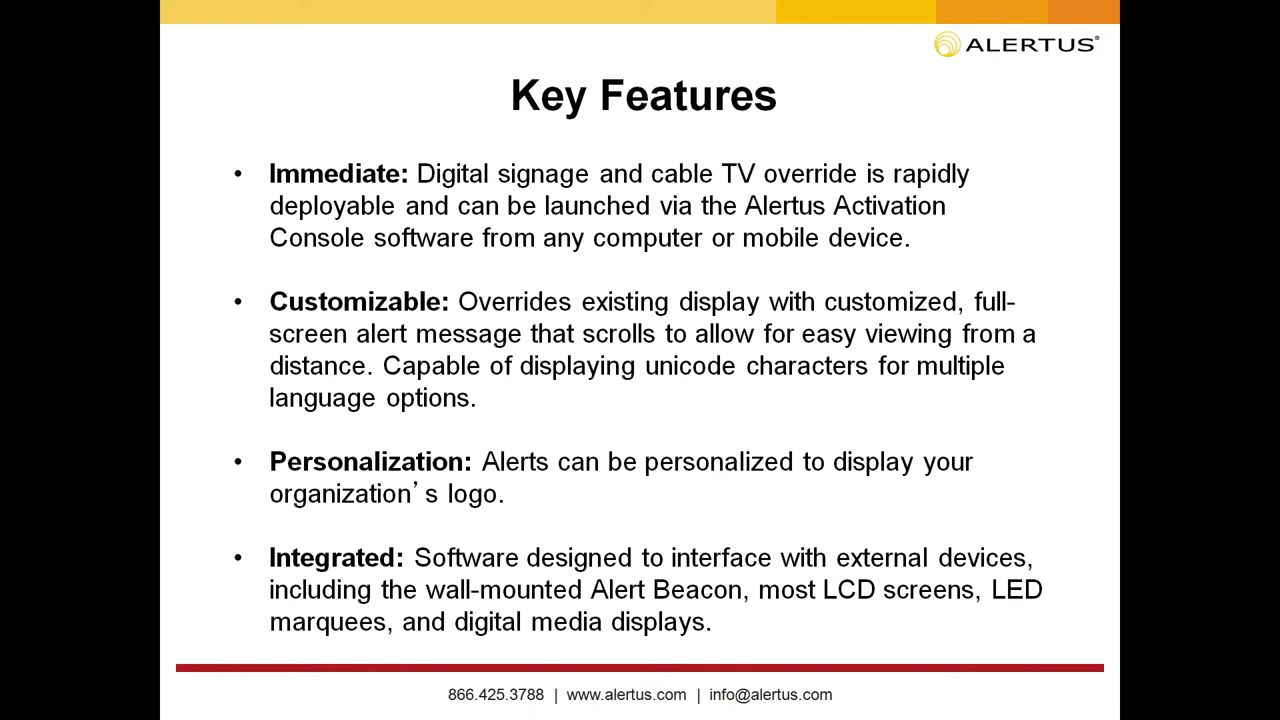 ALERTUS®
Key Features
• Immediate: Digital signage and cable TV override is rapidly
deployable and can be launched via the Alertus Activation
Console software from any computer or mobile device.
• Customizable: Overrides existing display with customized, full-
screen alert message that scrolls to allow for easy viewing from a
distance. Capable of displaying unicode characters for multiple
language options.
• Personalization: Alerts can be personalized to display your
organization’s logo.
• Integrated: Software designed to interface with external devices,
including the wall-mounted Alert Beacon, most LCD screens, LED
marquees, and digital media displays.
866.425.3788 | www.alertus.com | info@alertus.com